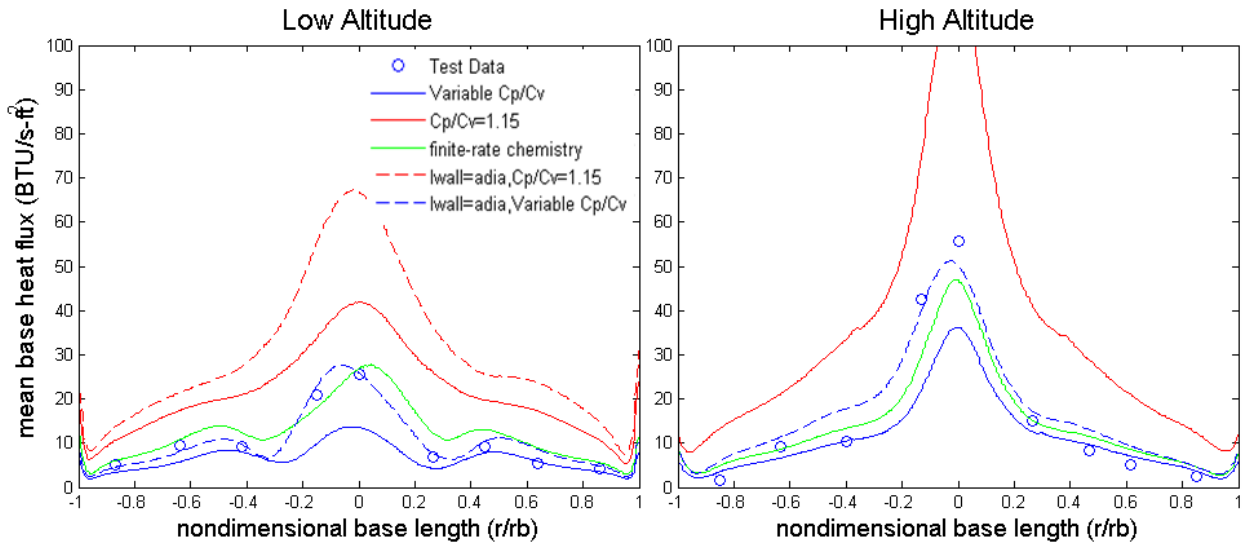 Low Altitude
High Altitude
mean base heat flux (BTU/s-ft²)
100
90
80
70
60
50
40
30
20
10
0
Test Data
Variable Cp/Cv
Cp/Cv=1.15
finite-rate chemistry
Iwall=adia,Cp/Cv=1.15
Iwall=adia,Variable Cp/Cv
-1 -0.8 -0.6 -0.4 -0.2 0 0.2 0.4 0.6 0.8 1
nondimensional base length (r/rb)
100
90
80
70
60
50
40
30
20
10
0
-1 -0.8 -0.6 -0.4 -0.2 0 0.2 0.4 0.6 0.8 1
nondimensional base length (r/rb)